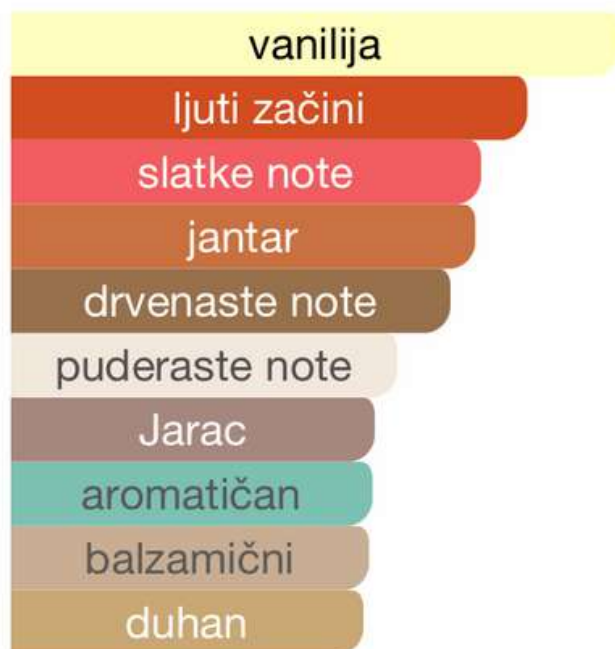 vanilija
ljuti začini
slatke note
jantar
drvenaste note
puderaste note
Jarac
aromatičan
balzamični
duhan